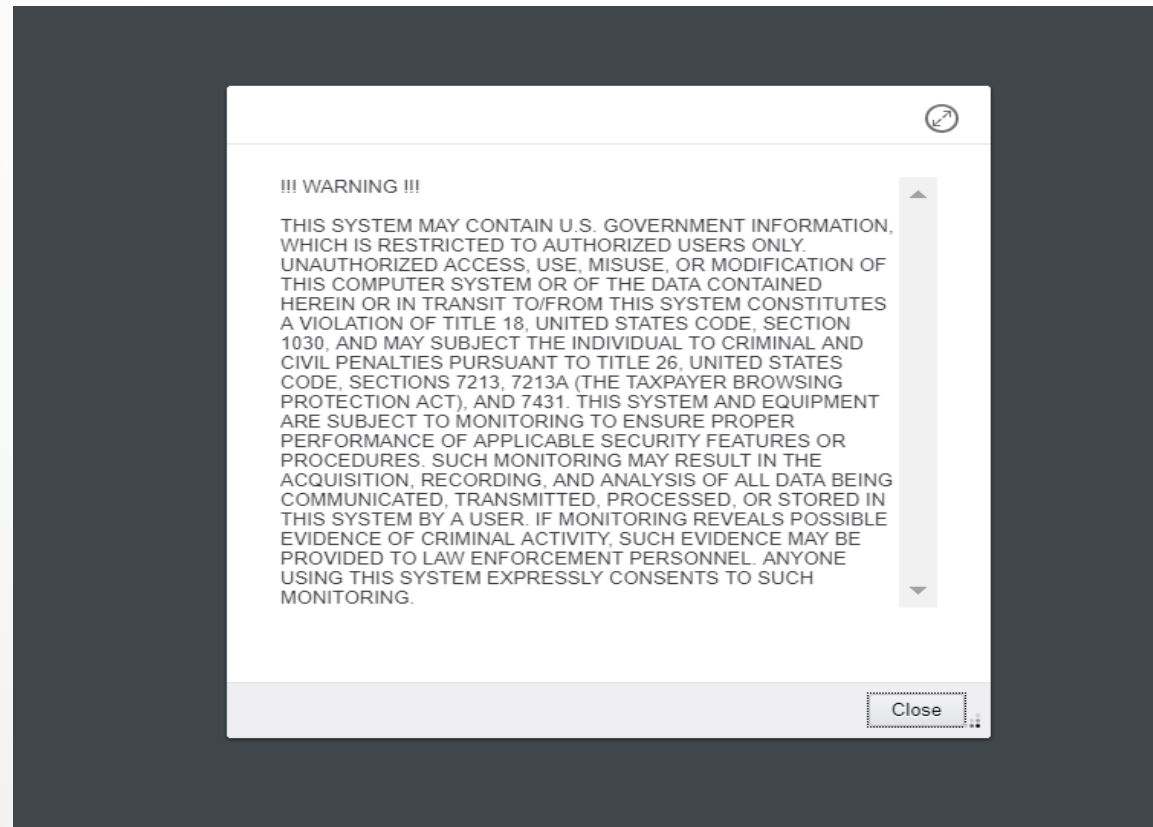 !!! WARNING !!!
THIS SYSTEM MAY CONTAIN U.S. GOVERNMENT INFORMATION,
WHICH IS RESTRICTED TO AUTHORIZED USERS ONLY.
UNAUTHORIZED ACCESS, USE, MISUSE, OR MODIFICATION OF
THIS COMPUTER SYSTEM OR OF THE DATA CONTAINED
HEREIN OR IN TRANSIT TO/FROM THIS SYSTEM CONSTITUTES
A VIOLATION OF TITLE 18, UNITED STATES CODE, SECTION
1030, AND MAY SUBJECT THE INDIVIDUAL TO CRIMINAL AND
CIVIL PENALTIES PURSUANT TO TITLE 26, UNITED STATES
CODE, SECTIONS 7213, 7213A (THE TAXPAYER BROWSING
PROTECTION ACT), AND 7431. THIS SYSTEM AND EQUIPMENT
ARE SUBJECT TO MONITORING TO ENSURE PROPER
PERFORMANCE OF APPLICABLE SECURITY FEATURES OR
PROCEDURES. SUCH MONITORING MAY RESULT IN THE
ACQUISITION, RECORDING, AND ANALYSIS OF ALL DATA BEING
COMMUNICATED, TRANSMITTED, PROCESSED, OR STORED IN
THIS SYSTEM BY A USER. IF MONITORING REVEALS POSSIBLE
EVIDENCE OF CRIMINAL ACTIVITY, SUCH EVIDENCE MAY BE
PROVIDED TO LAW ENFORCEMENT PERSONNEL. ANYONE
USING THIS SYSTEM EXPRESSLY CONSENTS TO SUCH
MONITORING.
Close